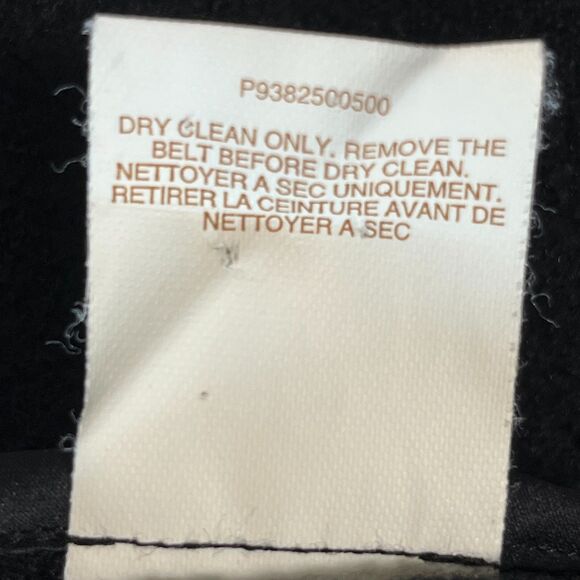 P9382500500
DRY CLEAN ONLY. REMOVE THE
BELT BEFORE DRY CLEAN.
NETTOYER A SEC UNIQUEMENT.
RETIRER LA CEINTURE AVANT DE
NETTOYER A SEC